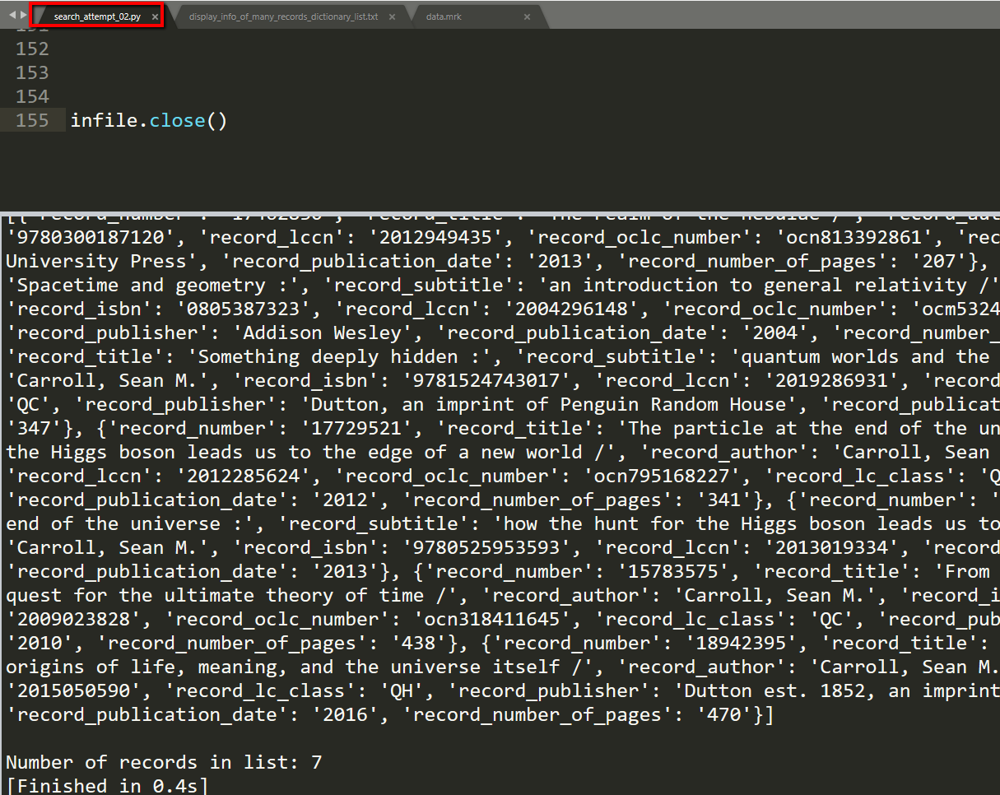 search_attempt_02.py × display_info_of_many_records_dictionary_list.txt × data.mrk ×
151
152
153
154
155 infile.close()
[{'record_number': '17402850', 'record_title': 'The realm of the nebulae /',
'9780300187120', 'record_lccn': '2012949435', 'record_oclc_number': 'ocn813392861', 'rec
University Press', 'record_publication_date': '2013', 'record_number_of_pages': '207'},
'Spacetime and geometry :', 'record_subtitle': 'an introduction to general relativity /'
'record_isbn': '0805387323', 'record_lccn': '2004296148', 'record_oclc_number': 'ocm5324
'record_publisher': 'Addison Wesley', 'record_publication_date': '2004', 'record_number_
'record_title': 'Something deeply hidden :', 'record_subtitle': 'quantum worlds and the
'Carroll, Sean M.', 'record_isbn': '9781524743017', 'record_lccn': '2019286931', 'record
'QC', 'record_publisher': 'Dutton, an imprint of Penguin Random House', 'record_publicat
'347'}, {'record_number': '17729521', 'record_title': 'The particle at the end of the un
the Higgs boson leads us to the edge of a new world /', 'record_author': 'Carroll, Sean
'record_lccn': '2012285624', 'record_oclc_number': 'ocn795168227', 'record_lc_class': 'Q
'record_publication_date': '2012', 'record_number_of_pages': '341'}, {'record_number': '
end of the universe :', 'record_subtitle': 'how the hunt for the Higgs boson leads us to
'Carroll, Sean M.', 'record_isbn': '9780525953593', 'record_lccn': '2013019334', 'record
'record_publication_date': '2013'}, {'record_number': '15783575', 'record_title': 'From
quest for the ultimate theory of time /', 'record_author': 'Carroll, Sean M.', 'record_i
'2009023828', 'record_oclc_number': 'ocn318411645', 'record_lc_class': 'QC', 'record_pub
'2010', 'record_number_of_pages': '438'}, {'record_number': '18942395', 'record_title':
origins of life, meaning, and the universe itself /', 'record_author': 'Carroll, Sean M.
'2015050590', 'record_lc_class': 'QH', 'record_publisher': 'Dutton est. 1852, an imprint
'record_publication_date': '2016', 'record_number_of_pages': '470'}]
Number of records in list: 7
[Finished in 0.4s]